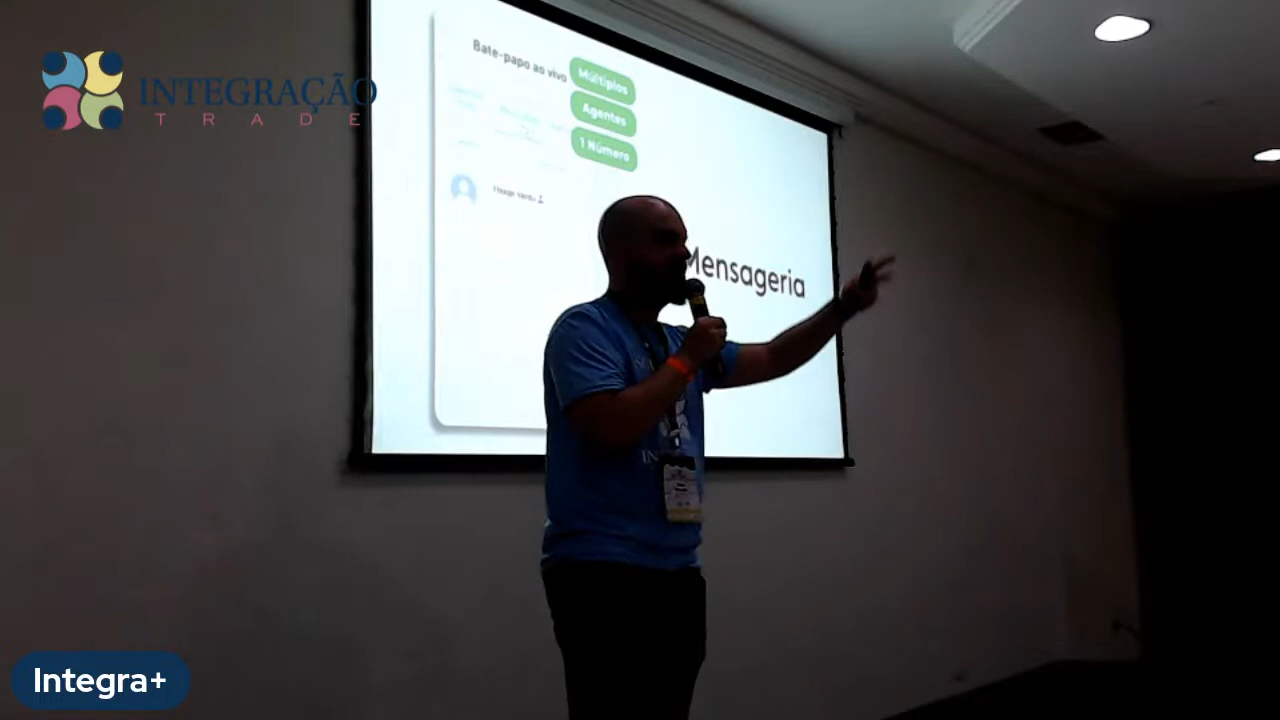 INTEGRAÇÃO
TRADE
Bate-papo ao vivo
Múltiplos
Agentes
1 Número
Mensageria
Integra+